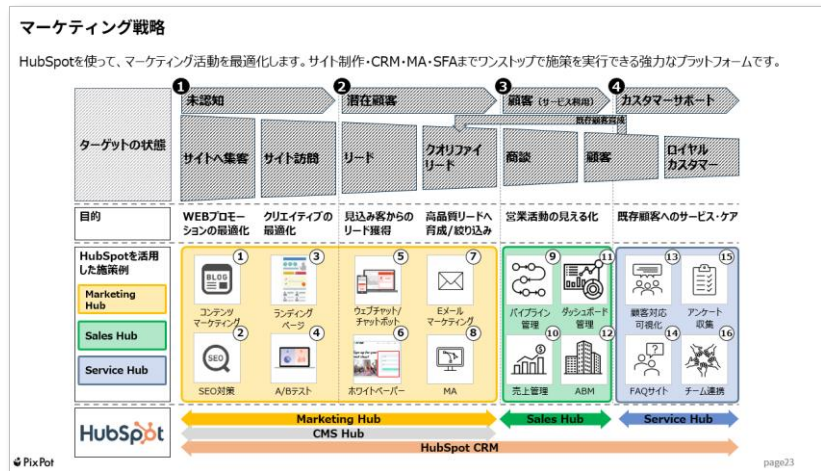 マーケティング戦略
HubSpotを使って、マーケティング活動を最適化します。サイト制作・CRM・MA・SFAまでワンストップで施策を実行できる強力なプラットフォームです。
❶ ❷ ❸ ❹
未認知 潜在顧客 顧客(サービス利用) カスタマーサポート
既存顧客育成
ターゲットの状態
サイトへ集客
サイト訪問
リード
クオリファイ
リード
商談
顧客
ロイヤル
カスタマー
目的
WEBプロモー
ションの最適化
クリエイティブの
最適化
見込み客からの
リード獲得
高品質リードへ
育成/絞り込み
営業活動の見える化
既存顧客へのサービス・ケア
HubSpotを活用
した施策例
Marketing
Hub
Sales Hub
Service Hub
①
BLOG
コンテンツ
マーケティング
②
SEO
SEO対策
③
ランディング
ページ
④
A/Bテスト
⑤
ウェブチャット/
チャットボット
⑥
ホワイトペーパー
⑦
Eメール
マーケティング
⑧
MA
⑨
パイプライン
管理
⑩
売上管理
⑪
ダッシュボード
管理
⑫
ABM
⑬
顧客対応
可視化
⑭
FAQサイト
⑮
アンケート
収集
⑯
チーム連携
HubSpot
Marketing Hub
Sales Hub
Service Hub
CMS Hub
HubSpot CRM
PixPot
page23